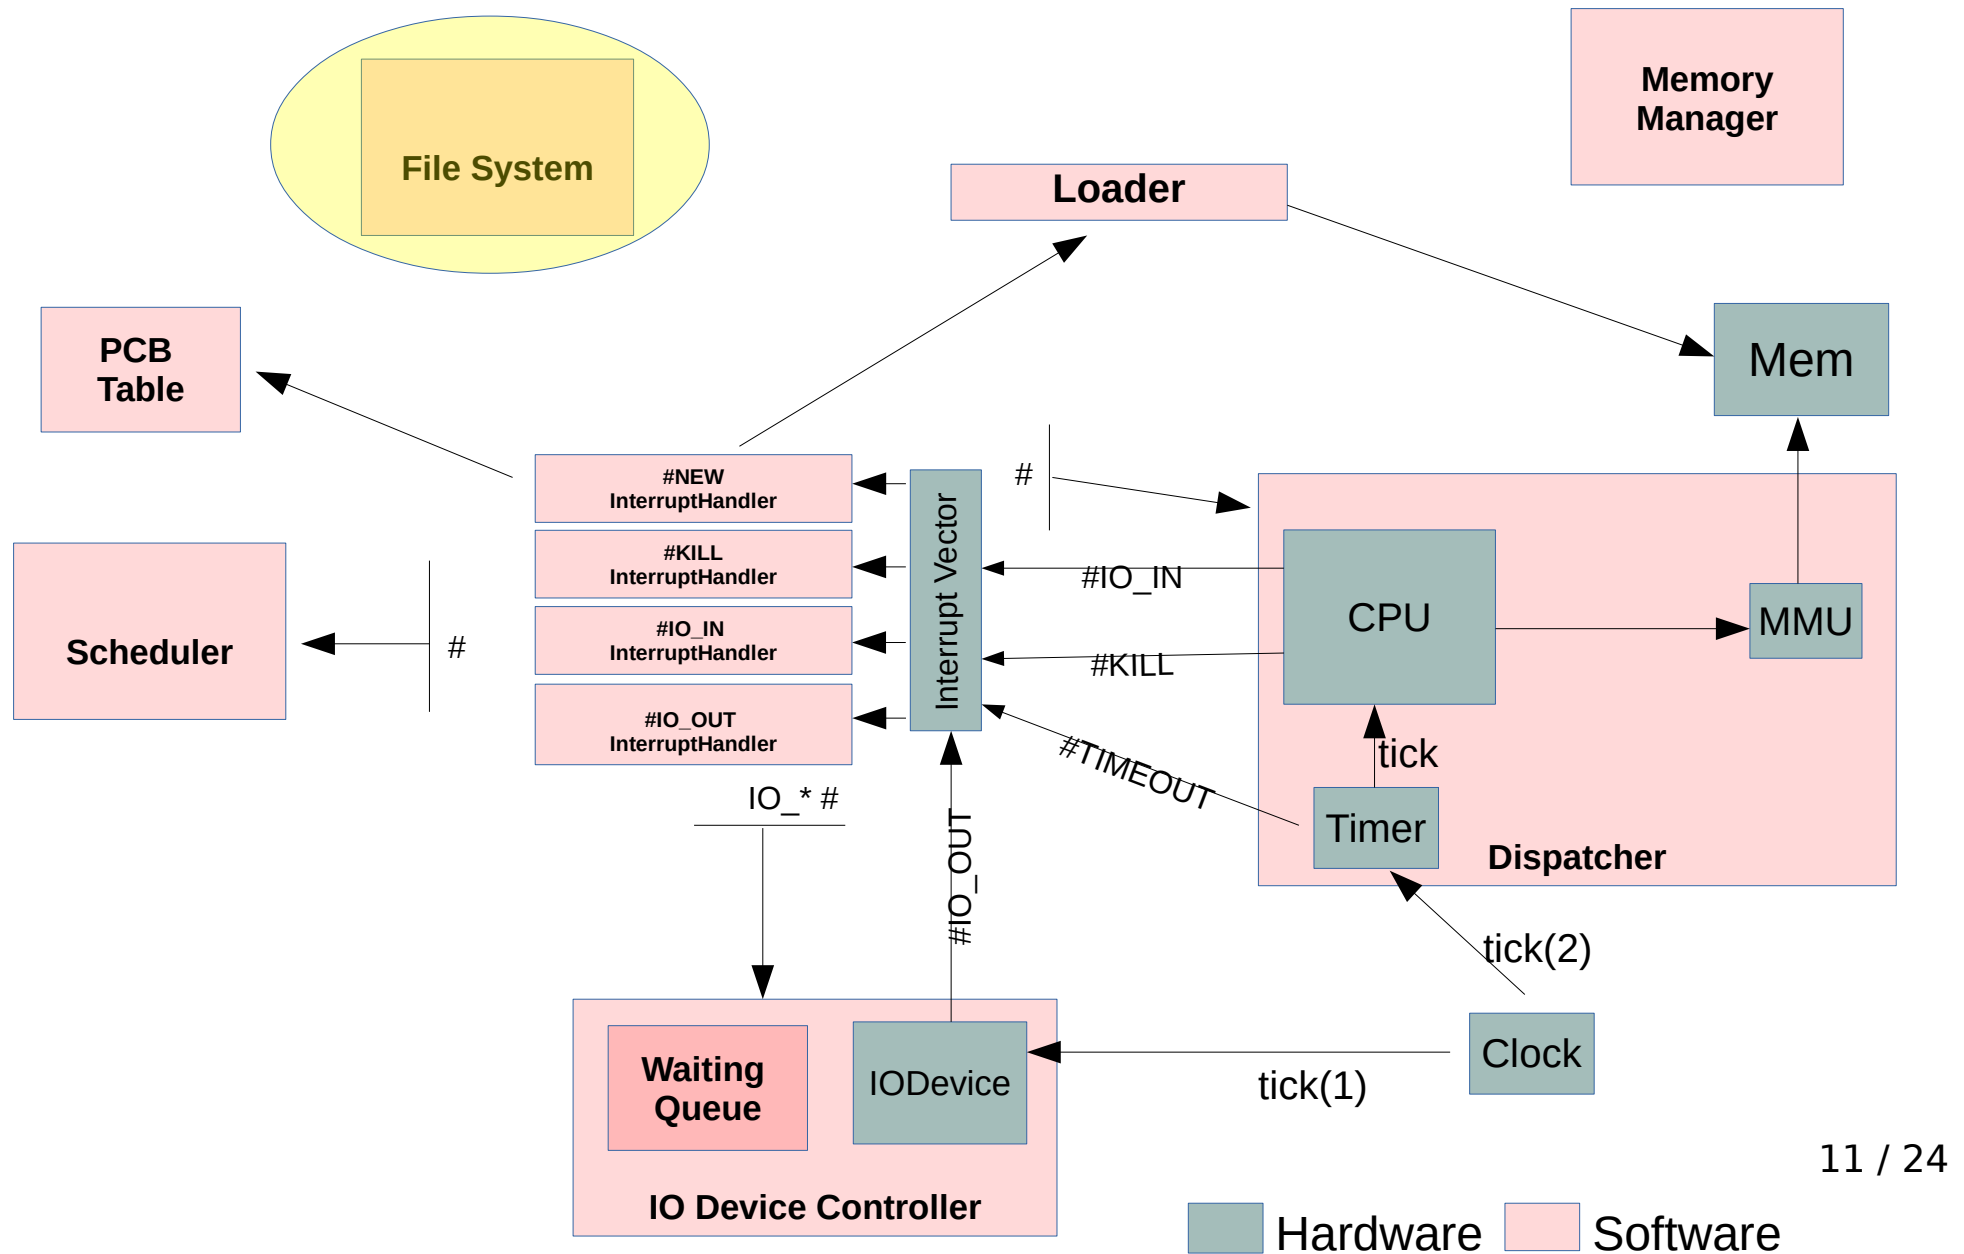 Memory
Manager
File System
Loader
PCB
Table
Mem
#NEW
InterruptHandler
#
#KILL
InterruptHandler
Interrupt Vector
#IO_IN
CPU
MMU
#IO_IN
InterruptHandler
Scheduler
#
#KILL
#IO_OUT
InterruptHandler
#TIMEOUT
tick
IO_* #
Timer
Dispatcher
#IO_OUT
tick(2)
Waiting
Queue
IODevice
Clock
tick(1)
IO Device Controller
11 / 24
Hardware
Software